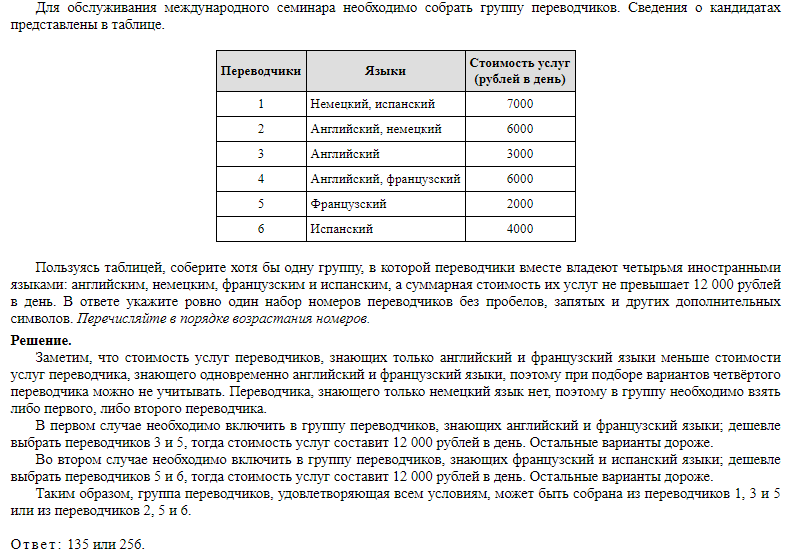 Для обслуживания международного семинара необходимо собрать группу переводчиков. Сведения о кандидатах
представлены в таблице.
Переводчики Языки Стоимость услуг
(рублей в день)
1 Немецкий, испанский 7000
2 Английский, немецкий 6000
3 Английский 3000
4 Английский, французский 6000
5 Французский 2000
6 Испанский 4000
Пользуясь таблицей, соберите хотя бы одну группу, в которой переводчики вместе владеют четырьмя иностранными
языками: английским, немецким, французским и испанским, а суммарная стоимость их услуг не превышает 12 000 рублей
в день. В ответе укажите ровно один набор номеров переводчиков без пробелов, запятых и других дополнительных
символов. Перечисляйте в порядке возрастания номеров.
Решение.
Заметим, что стоимость услуг переводчиков, знающих только английский и французский языки меньше стоимости
услуг переводчика, знающего одновременно английский и французский языки, поэтому при подборе вариантов четвёртого
переводчика можно не учитывать. Переводчика, знающего только немецкий язык нет, поэтому в группу необходимо взять
либо первого, либо второго переводчика.
В первом случае необходимо включить в группу переводчиков, знающих английский и французский языки; дешевле
выбрать переводчиков 3 и 5, тогда стоимость услуг составит 12 000 рублей в день. Остальные варианты дороже.
Во втором случае необходимо включить в группу переводчиков, знающих французский и испанский языки; дешевле
выбрать переводчиков 5 и 6, тогда стоимость услуг составит 12 000 рублей в день. Остальные варианты дороже.
Таким образом, группа переводчиков, удовлетворяющая всем условиям, может быть собрана из переводчиков 1, 3 и 5
или из переводчиков 2, 5 и 6.
Ответ: 135 или 256.